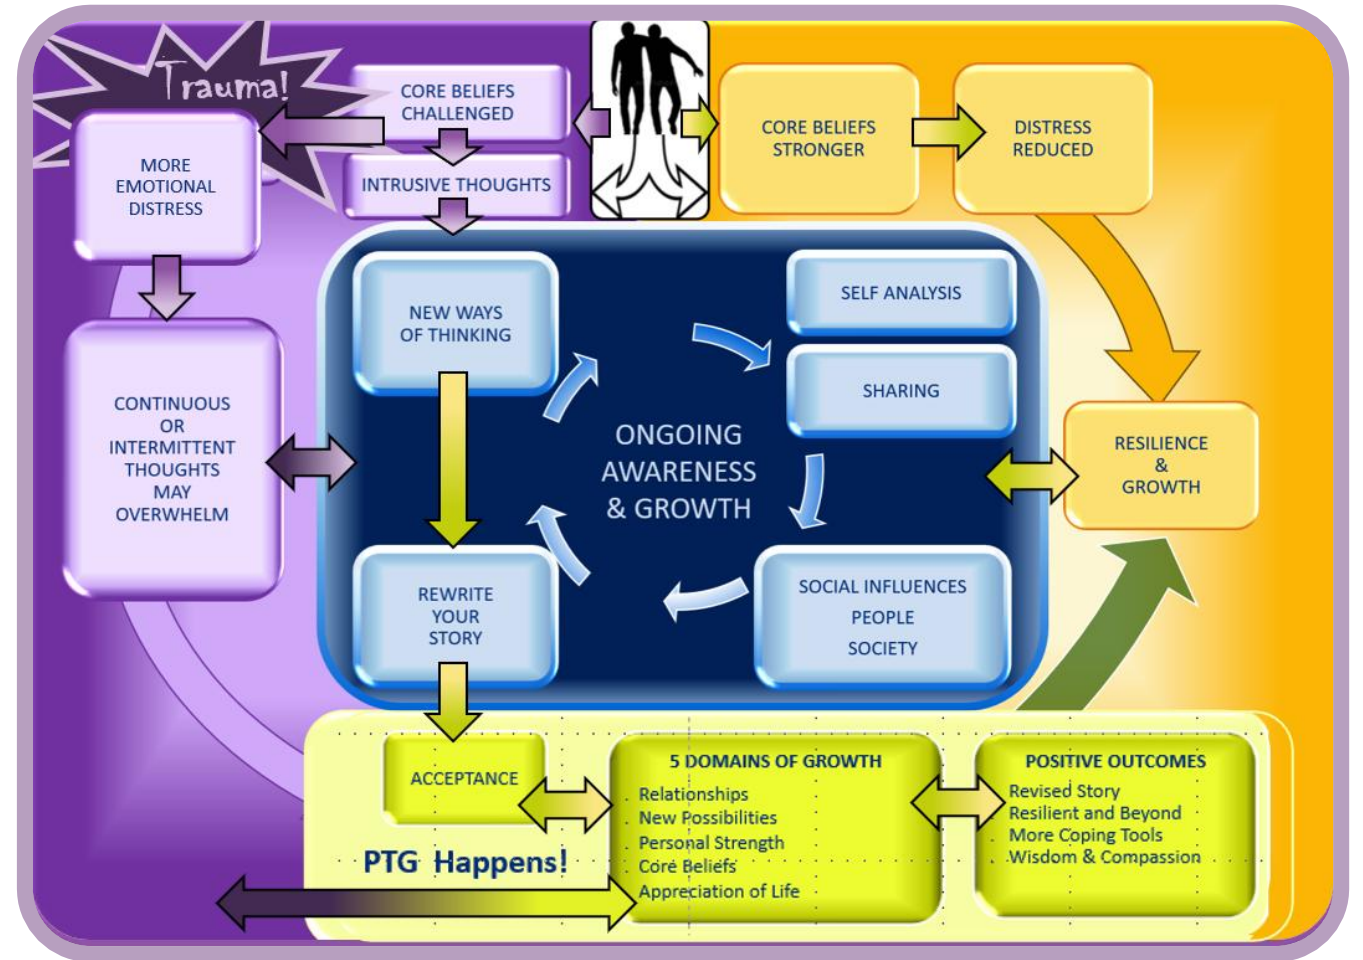 Trauma!
CORE BELIEFS
CHALLENGED
INTRUSIVE THOUGHTS
MORE
EMOTIONAL
DISTRESS
CONTINUOUS
OR
INTERMITTENT
THOUGHTS
MAY
OVERWHELM
CORE BELIEFS
STRONGER
DISTRESS
REDUCED
RESILIENCE
&
GROWTH
NEW WAYS
OF THINKING
SELF ANALYSIS
SHARING
ONGOING
AWARENESS
& GROWTH
REWRITE
YOUR
STORY
SOCIAL INFLUENCES
PEOPLE
SOCIETY
ACCEPTANCE
PTG Happens!
5 DOMAINS OF GROWTH
Relationships
New Possibilities
Personal Strength
Core Beliefs
Appreciation of Life
POSITIVE OUTCOMES
Revised Story
Resilient and Beyond
More Coping Tools
Wisdom & Compassion